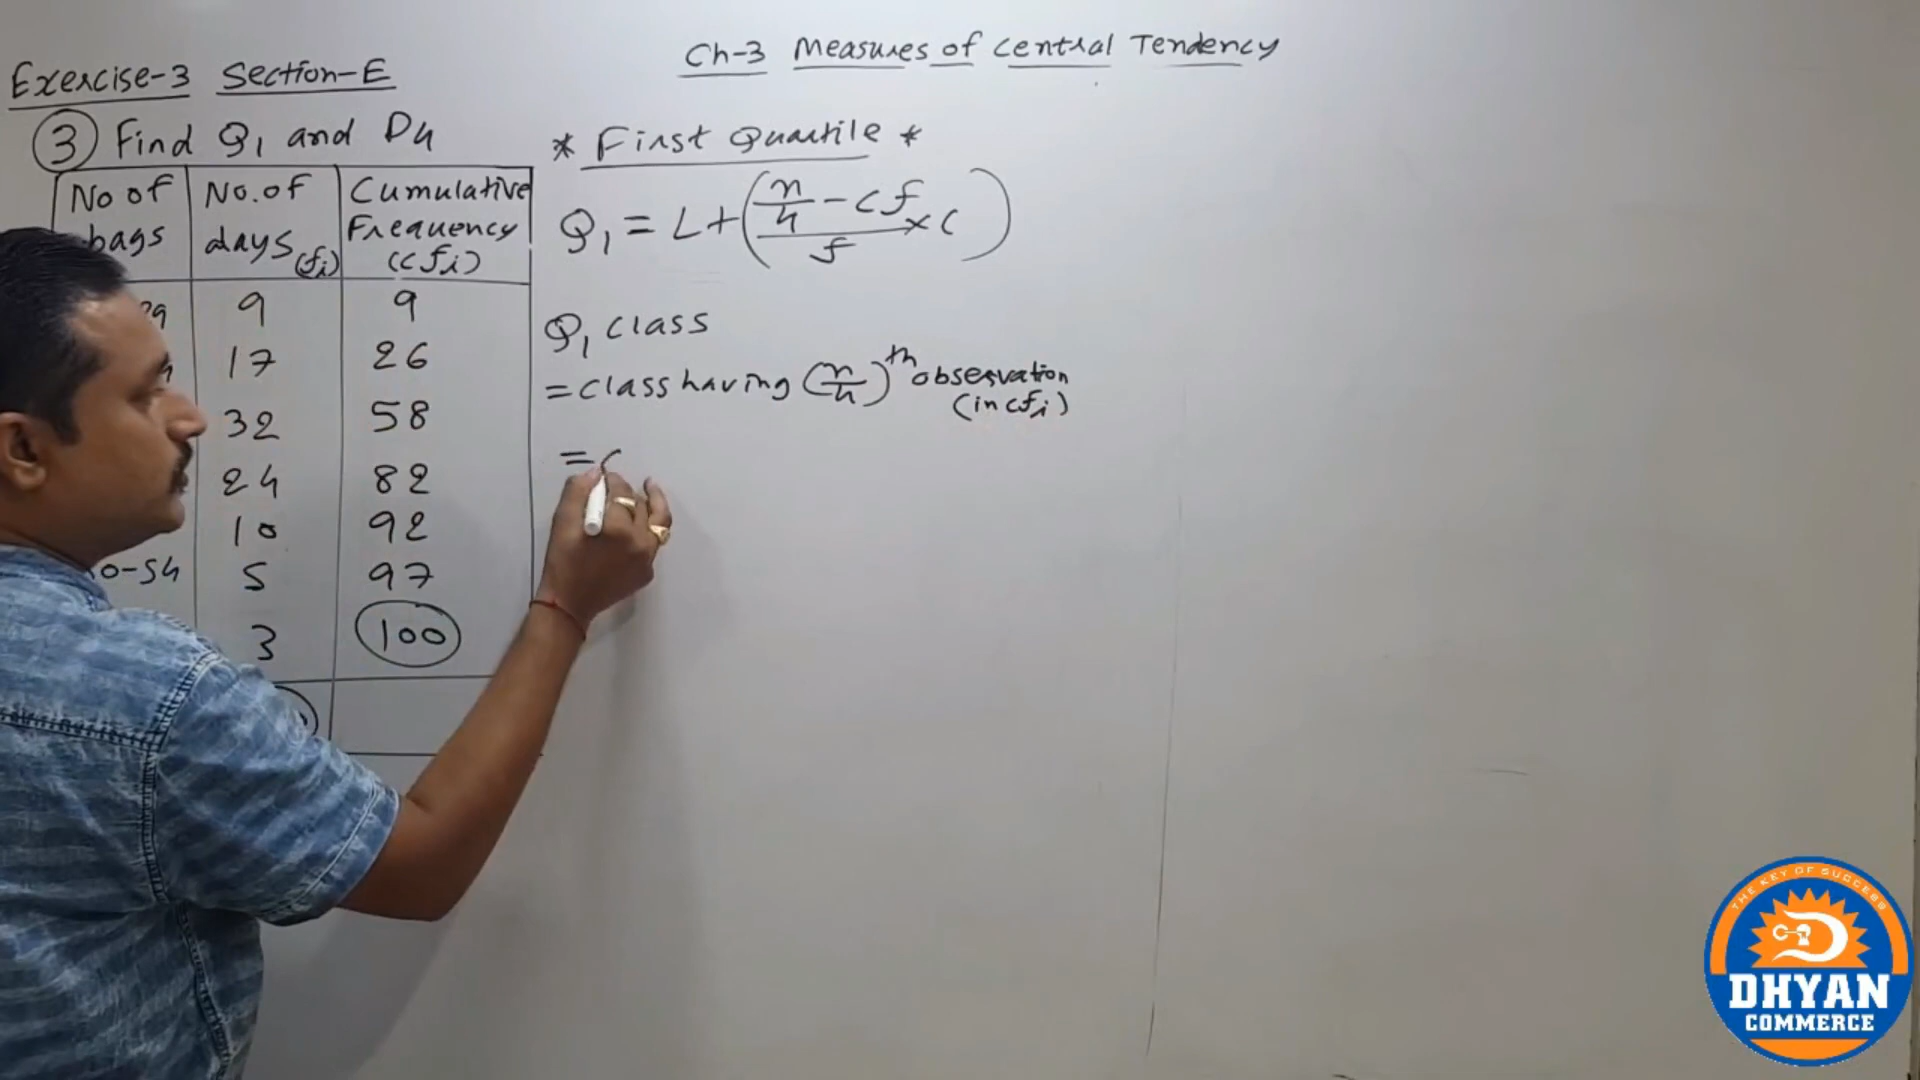 Ch-3 Measures of Central Tendency
Exercise-3 Section-E
3 Find Q₁ and D4
No of bags | No. of days (fi) | Cumulative Frequency (cfi)
9 | 9
17 | 26
32 | 58
24 | 82
10 | 92
0-54 | 5 | 97
3 | 100
* First Quartile *
Q₁ = L + (n/4 - cf / f × c)
Q₁ class
= class having (n/4)th observation
(in cfi)
=
THE KEY OF SUCCESS
DHYAN
COMMERCE